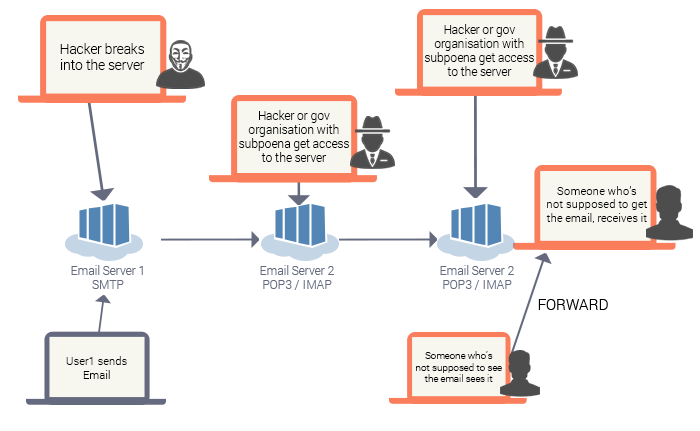 Hacker breaks
into the server
Hacker or gov
organisation with
subpoena get access
to the server
Hacker or gov
organisation with
subpoena get access
to the server
Someone who's
not supposed to get
the email, receives it
Email Server 1
SMTP
Email Server 2
POP3 / IMAP
Email Server 2
POP3 / IMAP
FORWARD
User1 sends
Email
Someone who's
not supposed to see
the email sees it